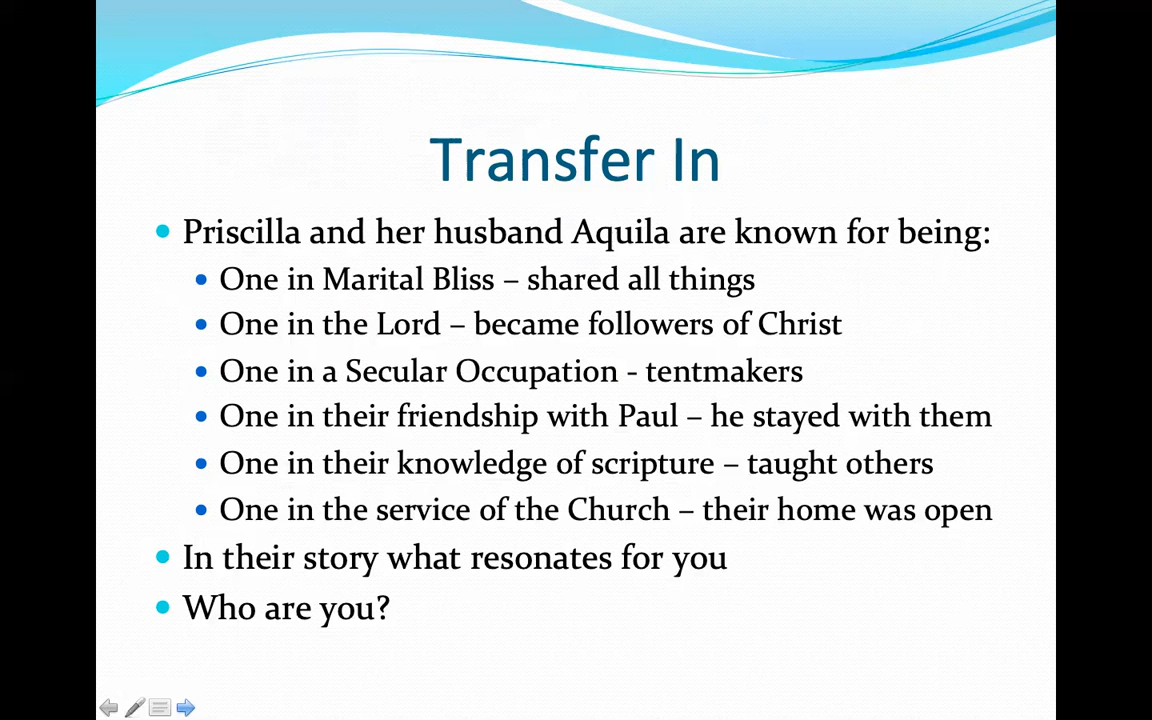 Transfer In
Priscilla and her husband Aquila are known for being:
One in Marital Bliss – shared all things
One in the Lord – became followers of Christ
One in a Secular Occupation - tentmakers
One in their friendship with Paul – he stayed with them
One in their knowledge of scripture – taught others
One in the service of the Church – their home was open
In their story what resonates for you
Who are you?